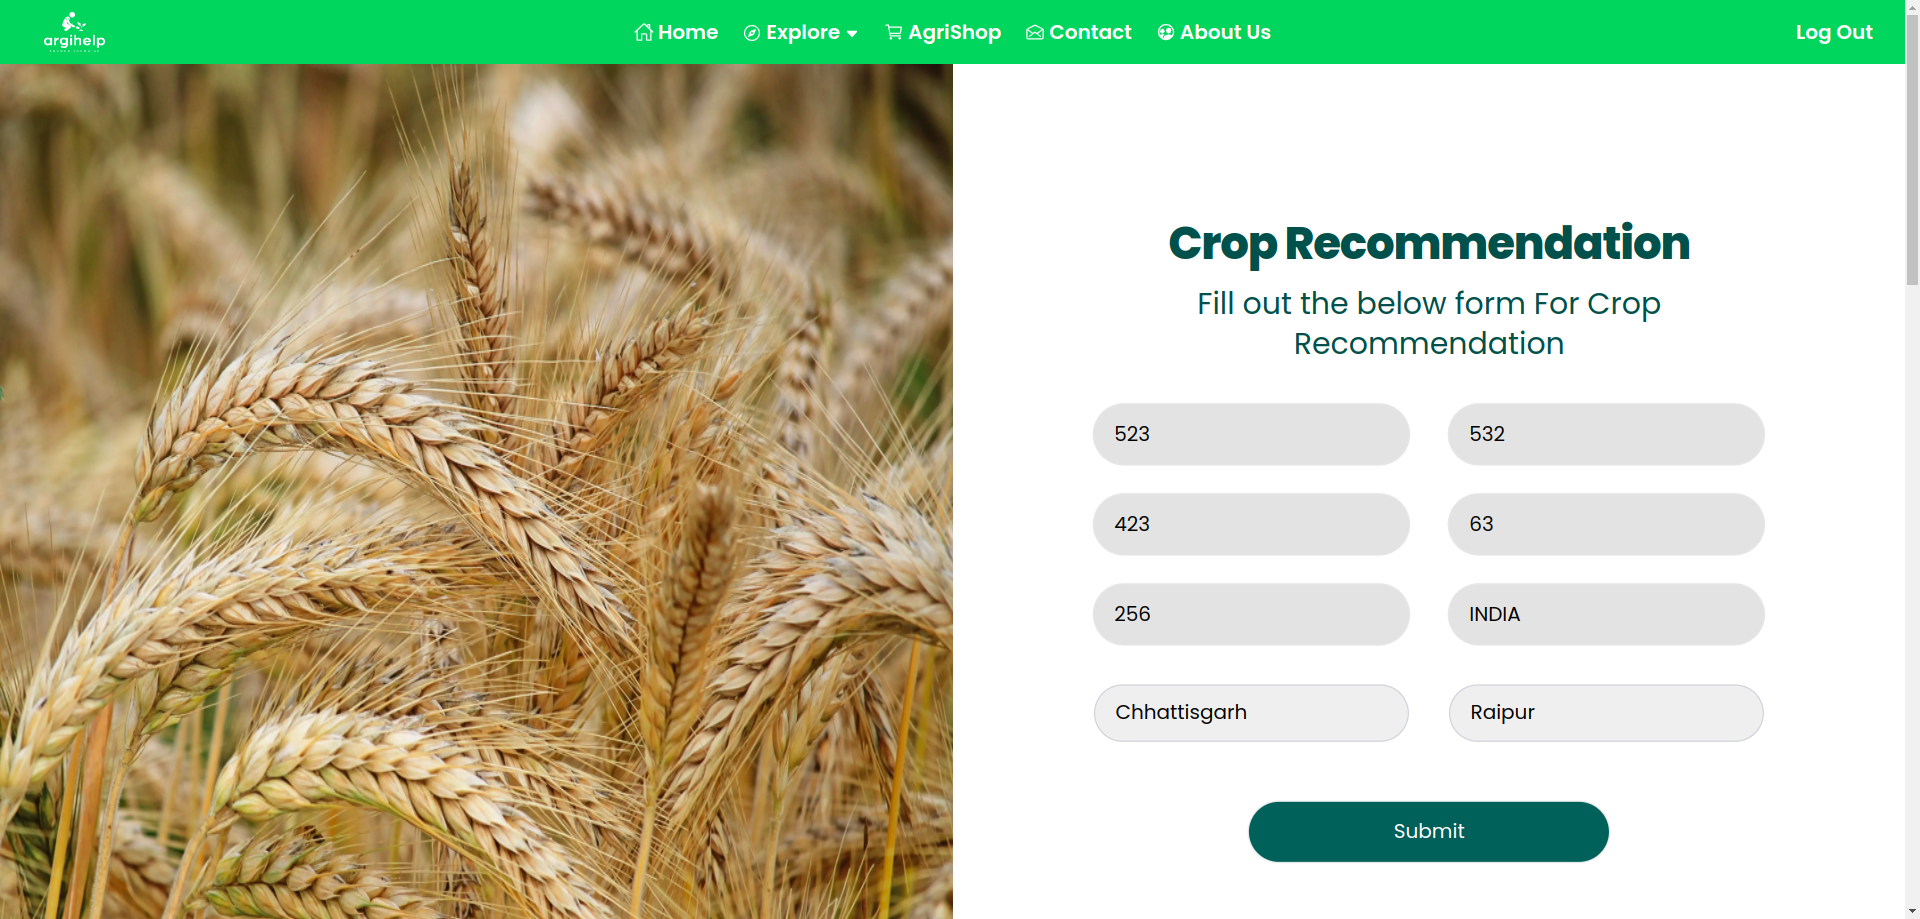 argihelp
Home
Explore
AgriShop
Contact
About Us
Log Out
Crop Recommendation
Fill out the below form For Crop
Recommendation
523
532
423
63
256
INDIA
Chhattisgarh
Raipur
Submit